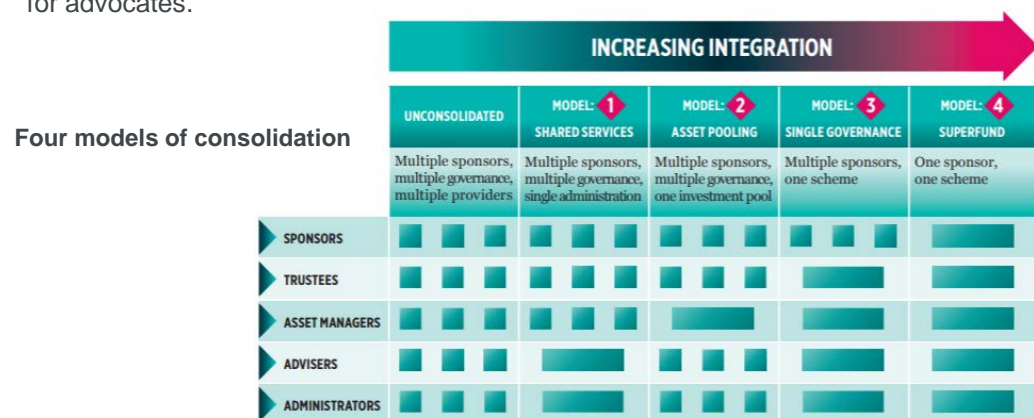 for advocates.
INCREASING INTEGRATION
Four models of consolidation
UNCONSOLIDATED
MODEL: 1
SHARED SERVICES
MODEL: 2
ASSET POOLING
MODEL: 3
SINGLE GOVERNANCE
MODEL: 4
SUPERFUND
Multiple sponsors,
multiple governance,
multiple providers
Multiple sponsors,
multiple governance,
single administration
Multiple sponsors,
multiple governance,
one investment pool
Multiple sponsors,
one scheme
One sponsor,
one scheme
SPONSORS
TRUSTEES
ASSET MANAGERS
ADVISERS
ADMINISTRATORS